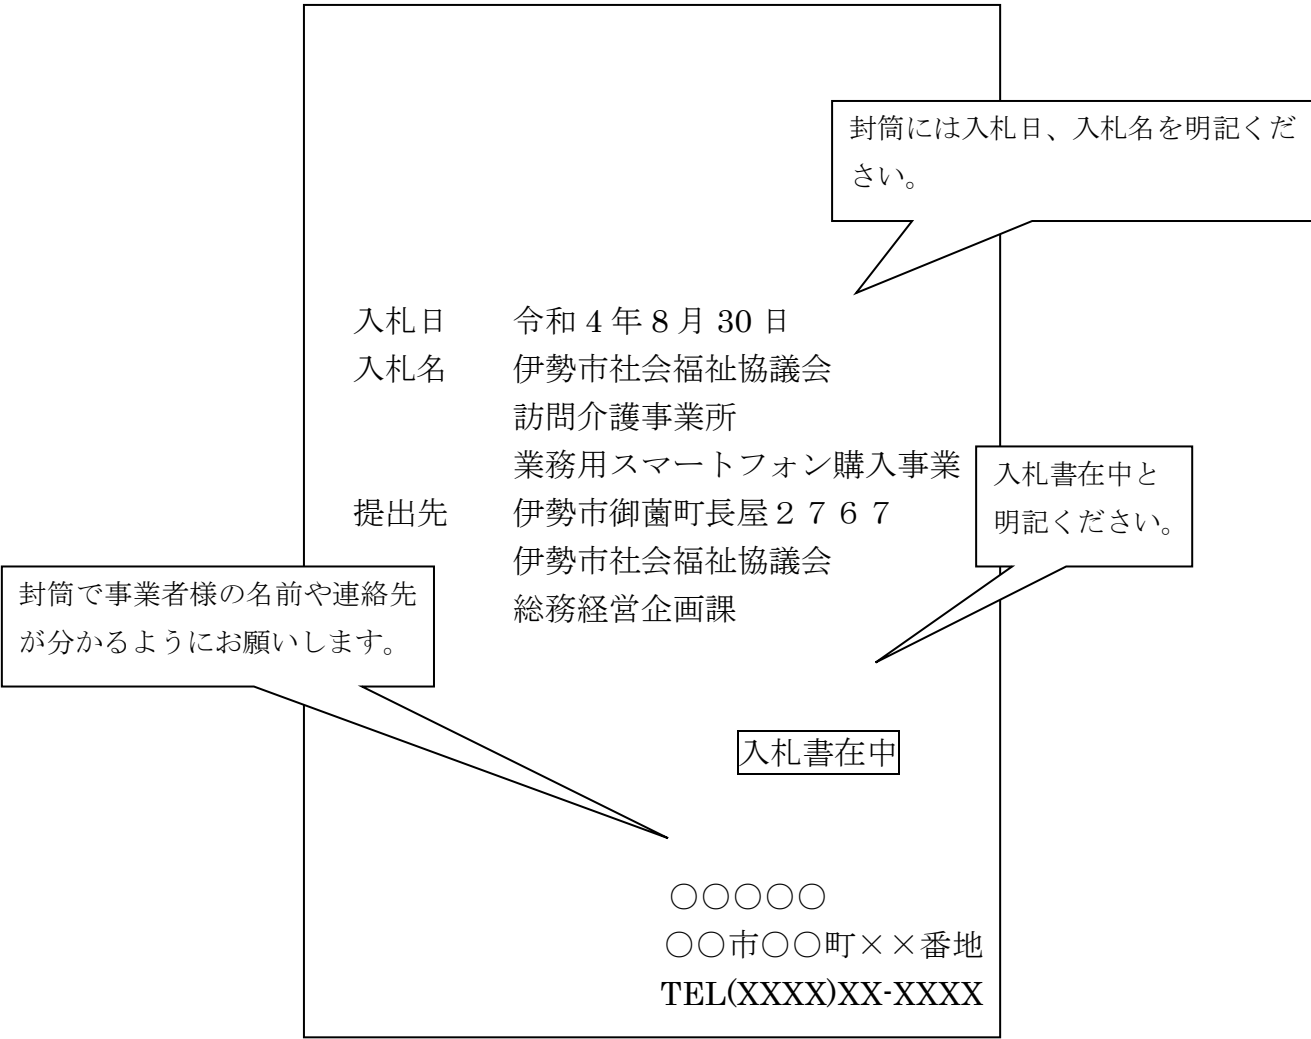 封筒には入札日、入札名を明記くだ
さい。
入札日 令和 4 年 8 月 30 日
入札名 伊勢市社会福祉協議会
訪問介護事業所
業務用スマートフォン購入事業
入札書在中と
明記ください。
提出先 伊勢市御薗町長屋２７６７
伊勢市社会福祉協議会
総務経営企画課
封筒で事業者様の名前や連絡先
が分かるようにお願いします。
入札書在中
○○○○○
○○市○○町××番地
TEL(XXXX)XX-XXXX